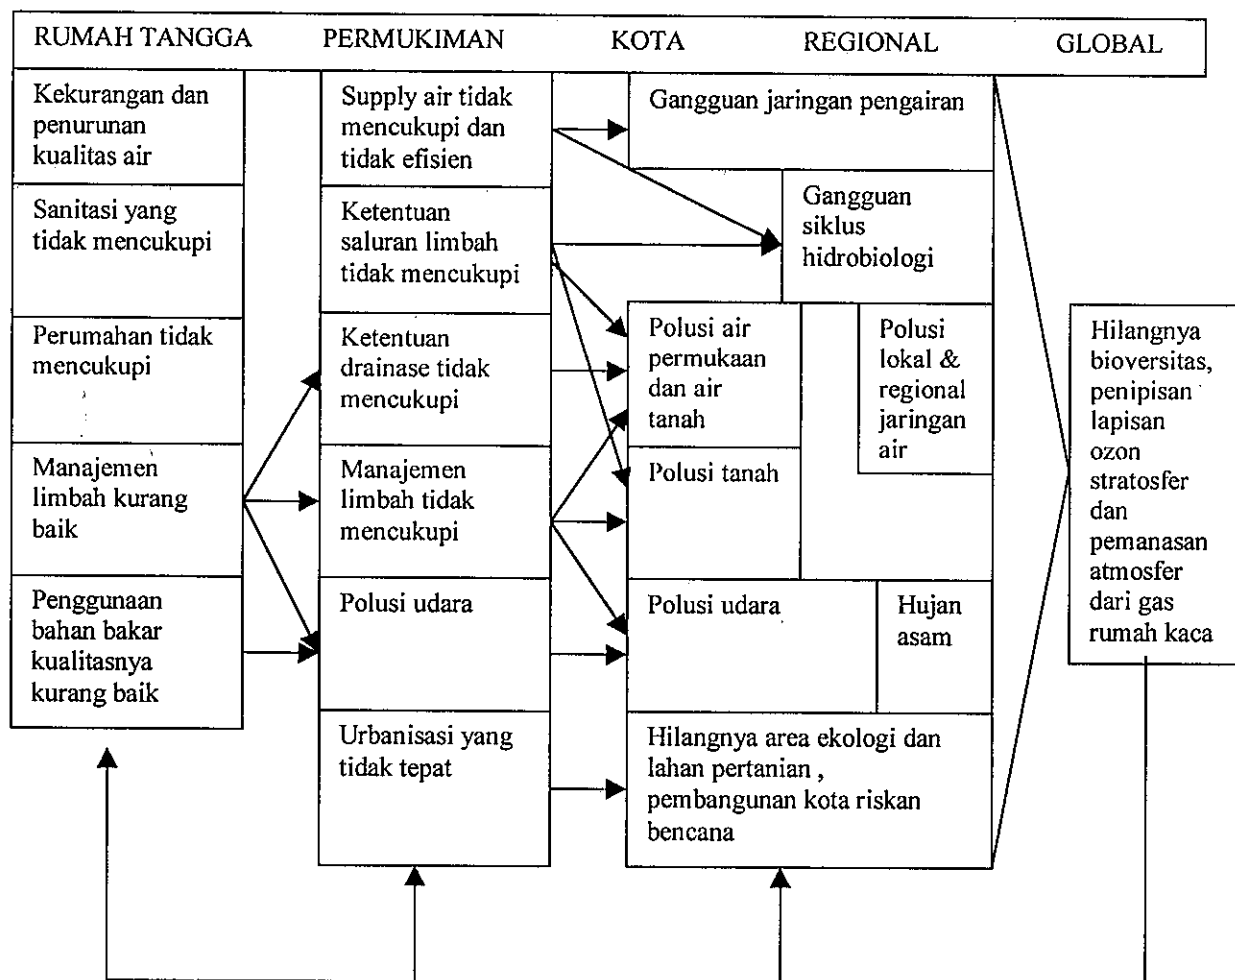 RUMAH TANGGA PERMUKIMAN KOTA REGIONAL GLOBAL
Kekurangan dan
penurunan
kualitas air
Sanitasi yang
tidak mencukupi
Perumahan tidak
mencukupi
Manajemen
limbah kurang
baik
Penggunaan
bahan bakar
kualitasnya
kurang baik
Supply air tidak
mencukupi dan
tidak efisien
Ketentuan
saluran limbah
tidak mencukupi
Ketentuan
drainase tidak
mencukupi
Manajemen
limbah tidak
mencukupi
Polusi udara
Urbanisasi yang
tidak tepat
Gangguan jaringan pengairan
Gangguan
siklus
hidrobiologi
Polusi air
permukaan
dan air
tanah
Polusi
lokal &
regional
jaringan
air
Polusi tanah
Polusi udara
Hujan
asam
Hilangnya area ekologi dan
lahan pertanian ,
pembangunan kota riskan
bencana
Hilangnya
bioversitas,
penipisan
lapisan
ozon
stratosfer
dan
pemanasan
atmosfer
dari gas
rumah kaca